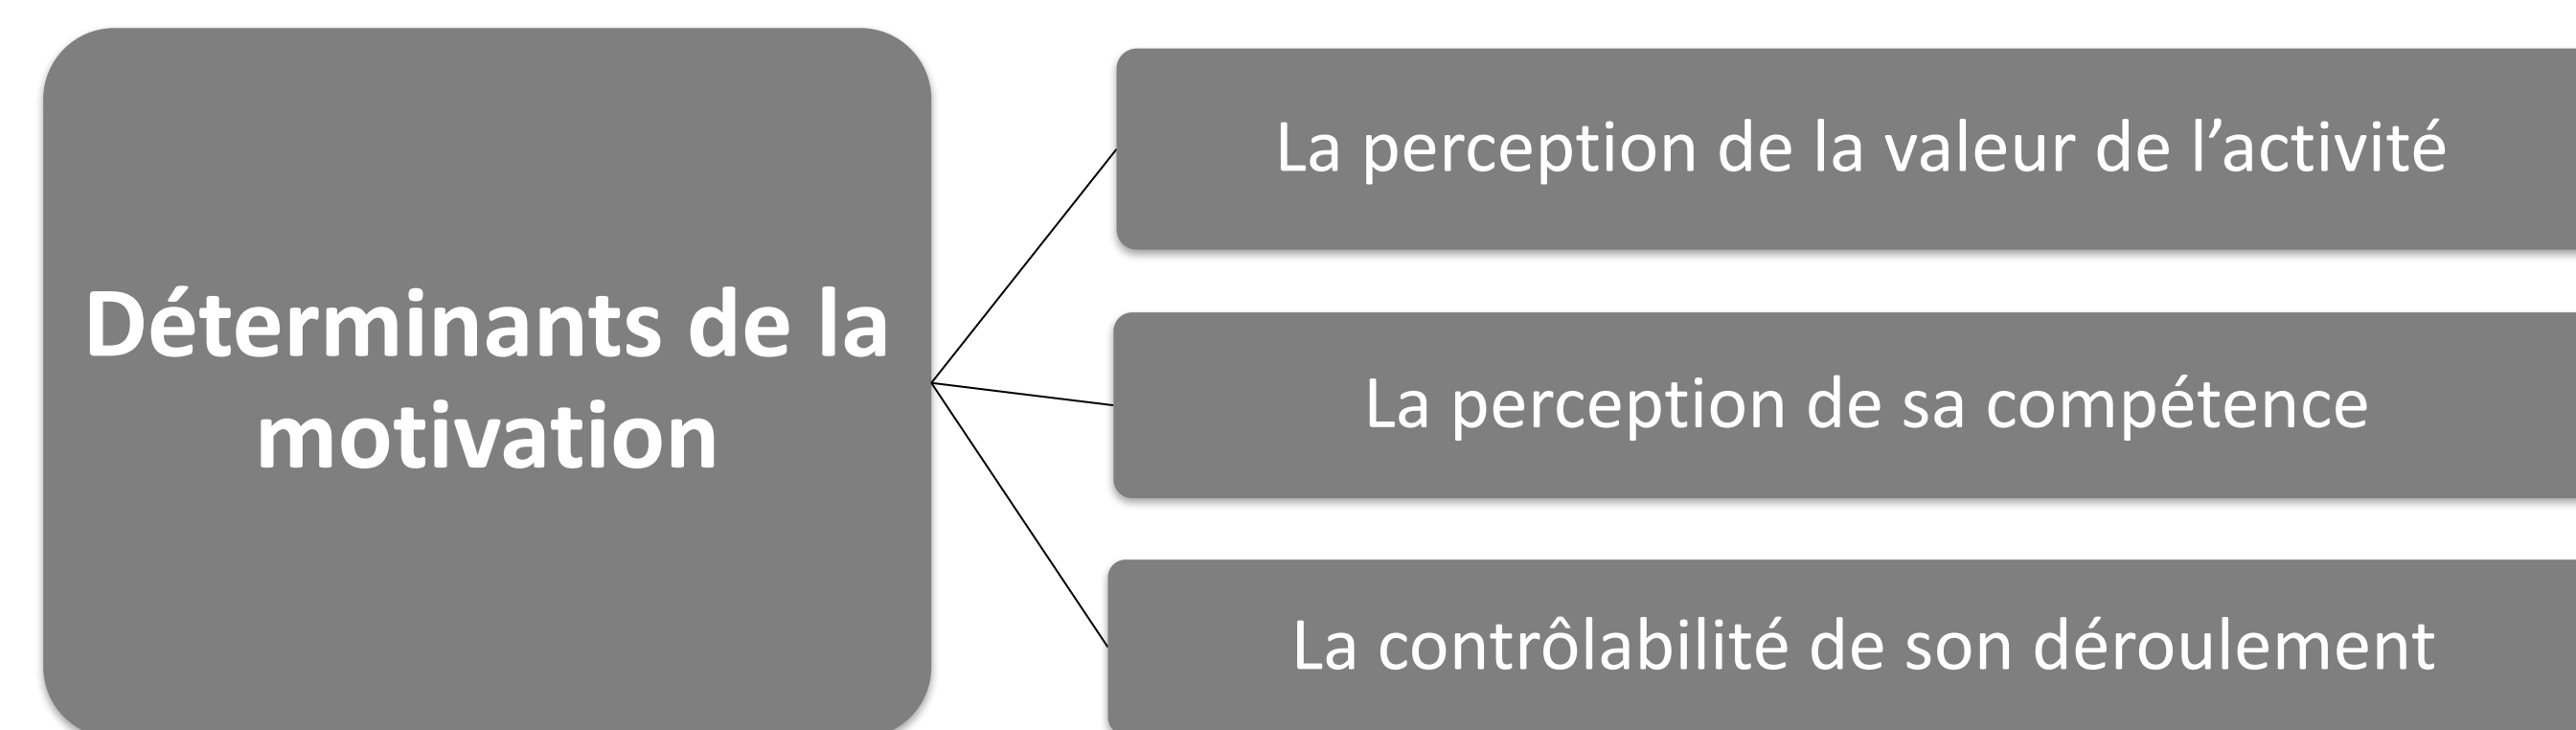 Déterminants de la
motivation
La perception de la valeur de l’activité
La perception de sa compétence
La contrôlabilité de son déroulement